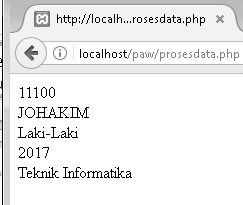 http://localh...rosesdata.php
localhost/paw/prosesdata.php
11100
JOHAKIM
Laki-Laki
2017
Teknik Informatika